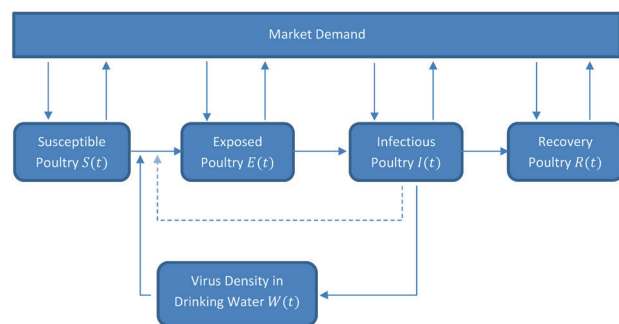 Market Demand
Susceptible
Poultry S(t)
Exposed
Poultry E(t)
Infectious
Poultry I(t)
Recovery
Poultry R(t)
Virus Density in
Drinking Water W(t)